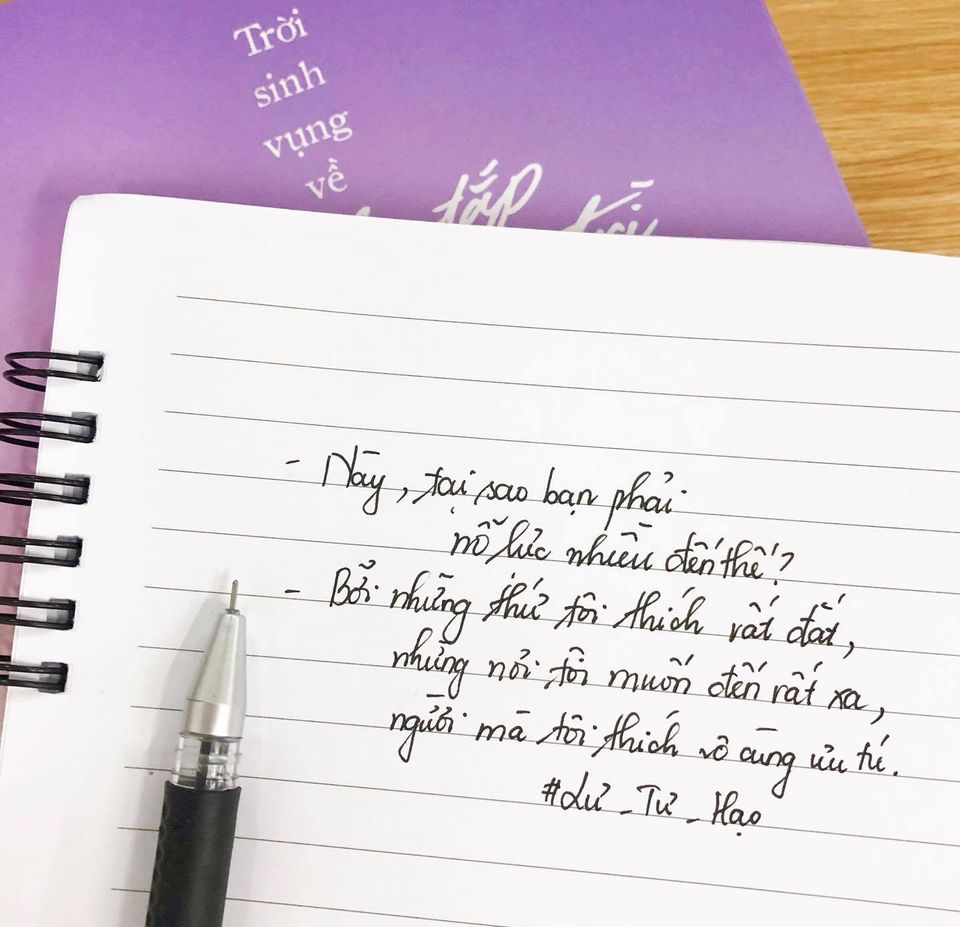 Trời
sinh
vụng
về
tấp
- Này, tại sao bạn phải
nỗ lực nhiều đến thế?
- Bởi những thứ tôi thích rất đắt,
những nơi tôi muốn đến rất xa,
người mà tôi thích vô cùng ưu tú.
#Lư_Tư_Hạo